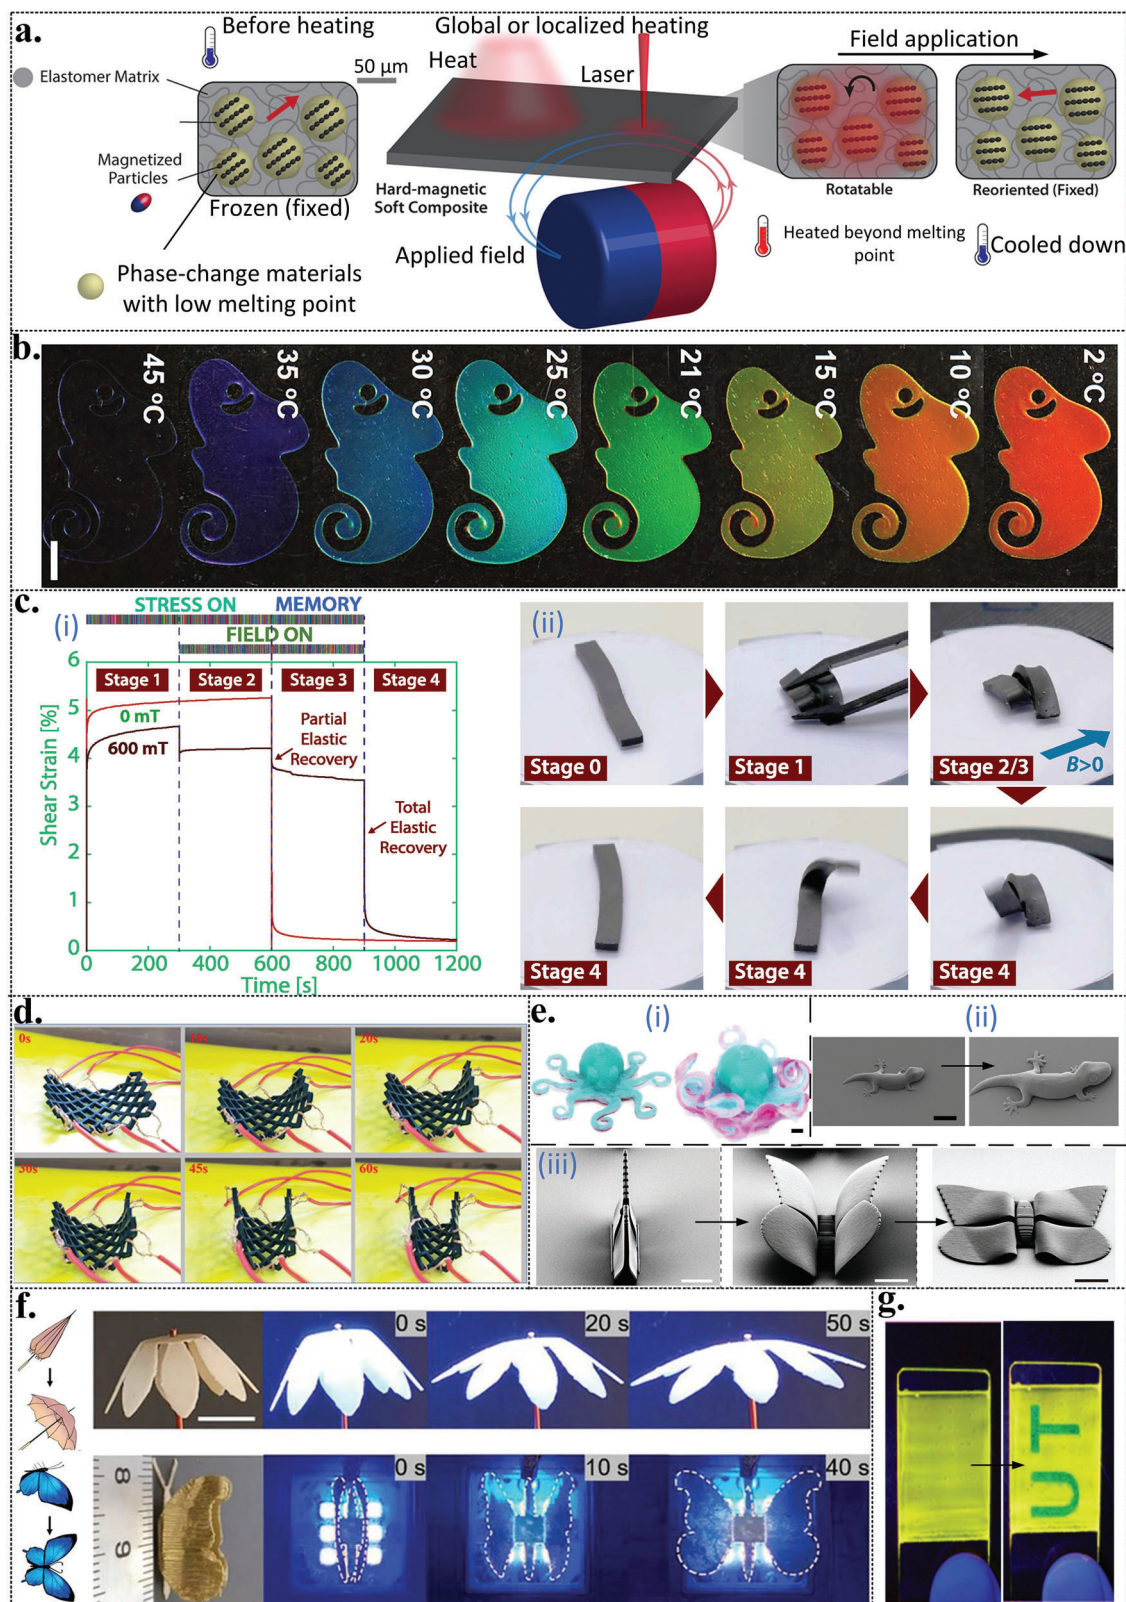 a.
Before heating
Global or localized heating
Heat
Laser
Field application
Elastomer Matrix
50 µm
Magnetized
Particles
Frozen (fixed)
Hard-magnetic
Soft Composite
Applied field
Rotatable
Reoriented (Fixed)
Heated beyond melting
point
Cooled down
Phase-change materials
with low melting point
b.
45 °C
35 °C
30 °C
25 °C
21 °C
15 °C
10 °C
2 °C
c.
(i)
STRESS ON
MEMORY
FIELD ON
6
5
4
3
2
1
0
Shear Strain [%]
Stage 1
Stage 2
Stage 3
Stage 4
0 mT
600 mT
Partial
Elastic
Recovery
Total
Elastic
Recovery
0
200
400
600
800
1000
1200
Time [s]
(ii)
Stage 0
Stage 1
Stage 2/3
B>0
Stage 4
Stage 4
Stage 4
d.
0s
20s
30s
45s
60s
e.
(i)
(ii)
(iii)
f.
0 s
20 s
50 s
8
9
0 s
10 s
40 s
g.
UT